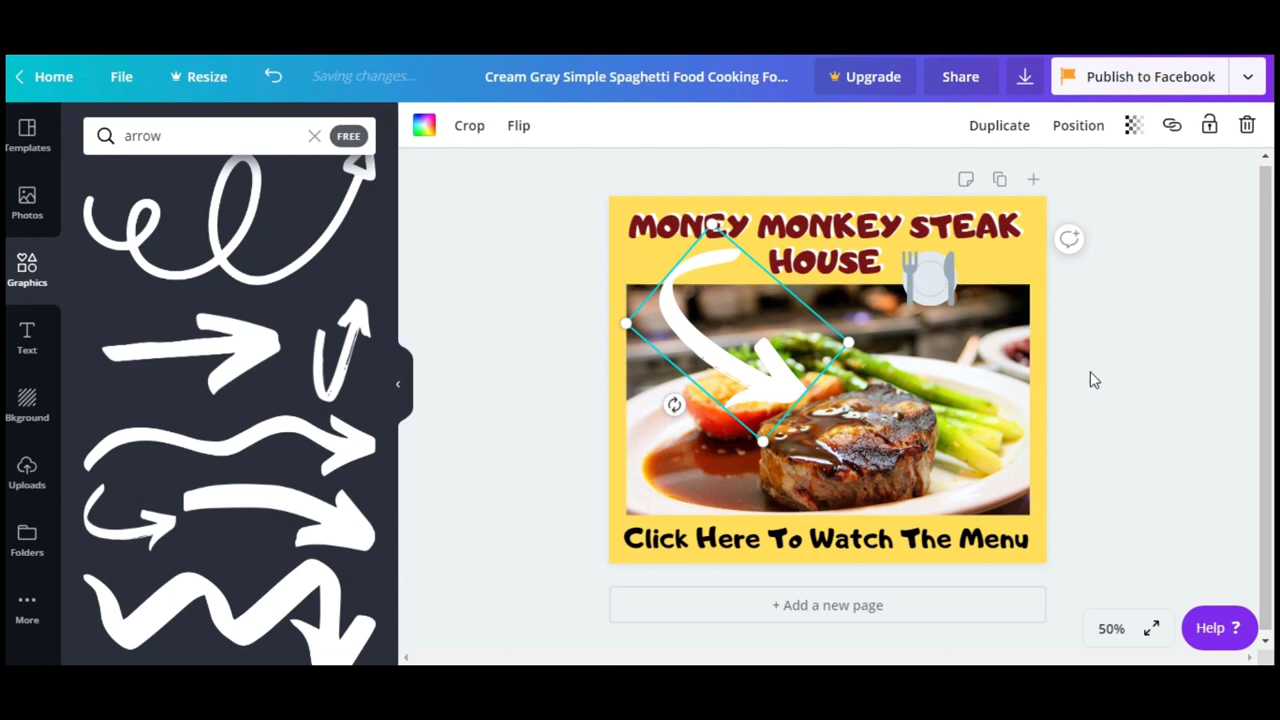 Home File Resize Saving changes... Cream Gray Simple Spaghetti Food Cooking Fo... Upgrade Share Publish to Facebook
arrow FREE
Crop Flip Duplicate Position
Templates
Photos
Graphics
Text
Bkground
Uploads
Folders
More
MONEY MONKEY STEAK
HOUSE
Click Here To Watch The Menu
+ Add a new page
50%
Help ?